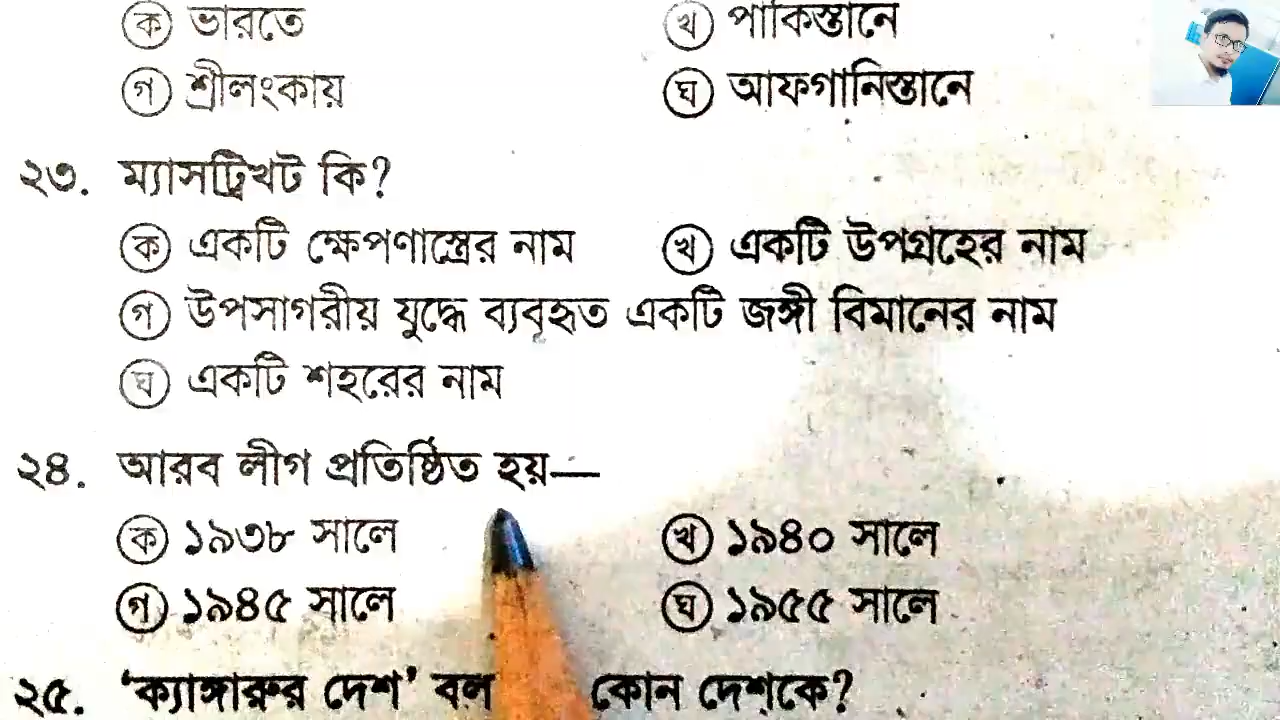 ক ভারতে খ পাকিস্তানে
গ শ্রীলংকায় ঘ আফগানিস্তানে
২৩. ম্যাসট্রিখট কি?
ক একটি ক্ষেপণাস্ত্রের নাম খ একটি উপগ্রহের নাম
গ উপসাগরীয় যুদ্ধে ব্যবহৃত একটি জঙ্গী বিমানের নাম
ঘ একটি শহরের নাম
২৪. আরব লীগ প্রতিষ্ঠিত হয়—
ক ১৯৩৮ সালে খ ১৯৪০ সালে
গ ১৯৪৫ সালে ঘ ১৯৫৫ সালে
২৫. ‘ক্যাঙ্গারুর দেশ’ কোন দেশকে?